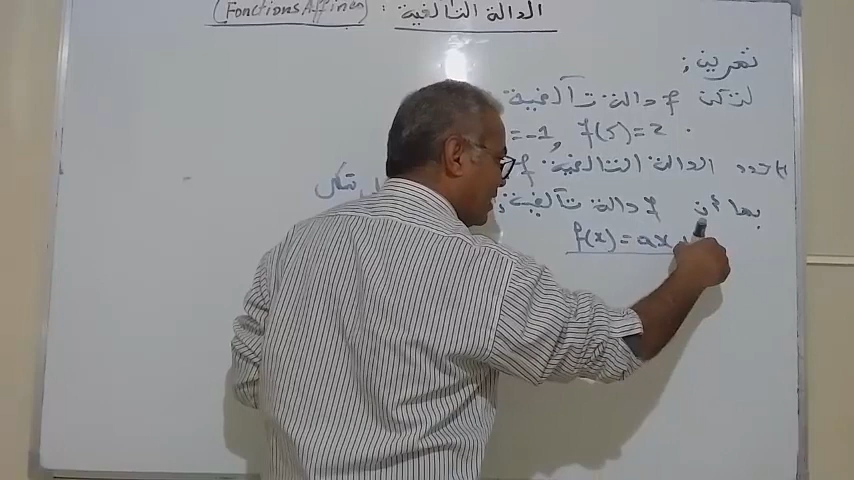 الدالة التآلفية : (Fonctions Affines)
تمرين :
لتكن f دالة تآلفية
=-1, f(5)=2 .
حدد الدالة التآلفية f شكل
بما أن f دالة تآلفية :
f(x)=ax